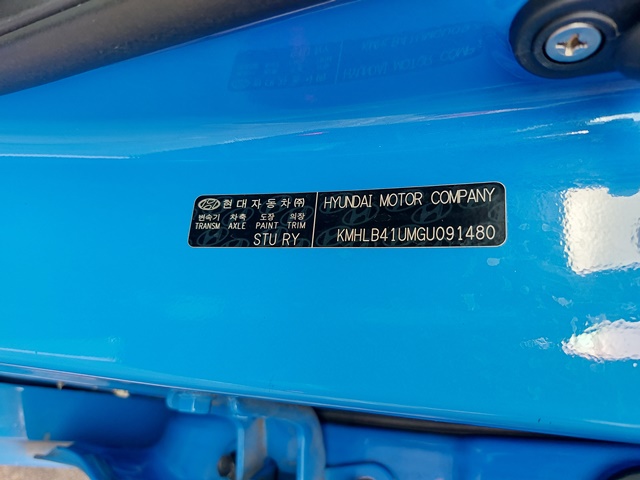 현대자동차㈜
변속기 차축 도장 의장
TRANSM AXLE PAINT TRIM
STU RY
HYUNDAI MOTOR COMPANY
KMHLB41UMGU091480